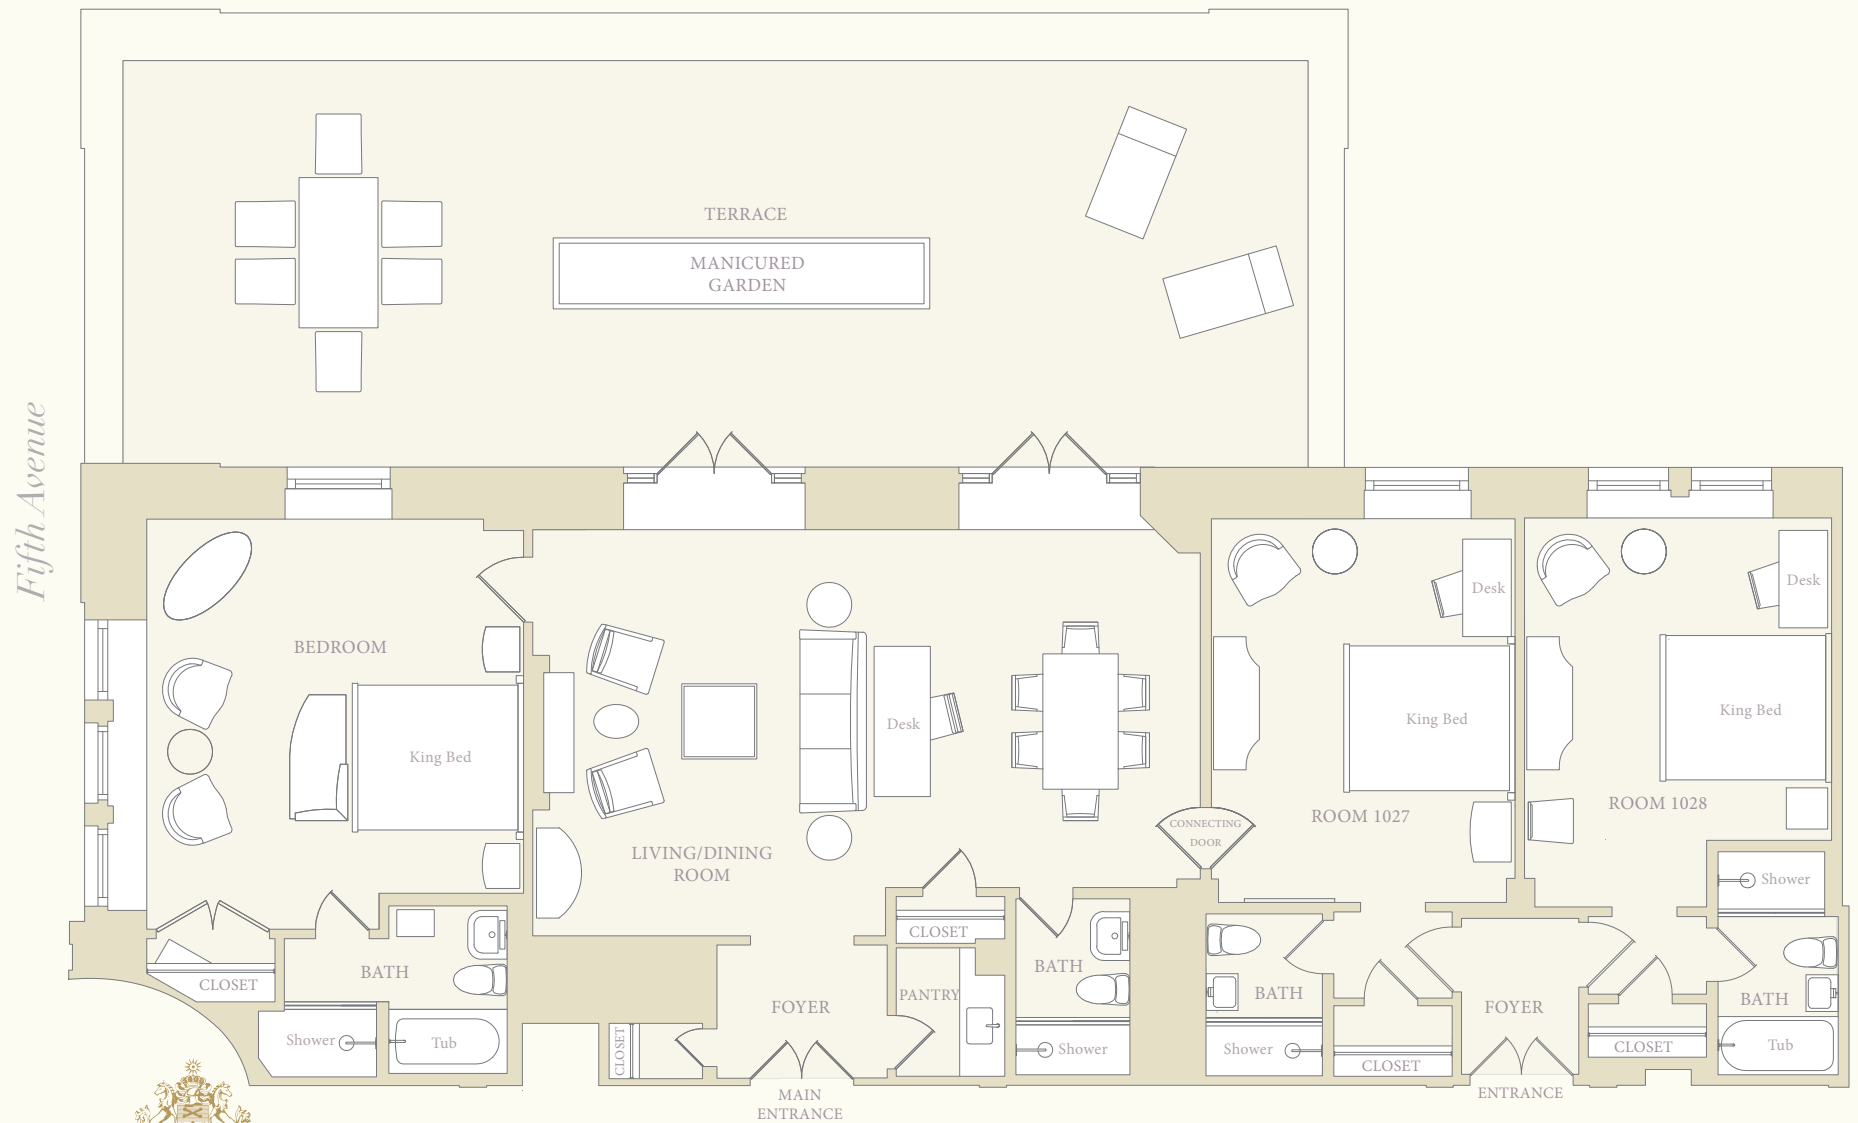 TERRACE
MANICURED
GARDEN
Fifth Avenue
BEDROOM
King Bed
CLOSET
BATH
Shower
Tub
LIVING/DINING
ROOM
Desk
FOYER
CLOSET
MAIN
ENTRANCE
CLOSET
PANTRY
BATH
Shower
CONNECTING
DOOR
Desk
King Bed
ROOM 1027
BATH
Shower
CLOSET
FOYER
ENTRANCE
Desk
King Bed
ROOM 1028
Shower
BATH
CLOSET
Tub